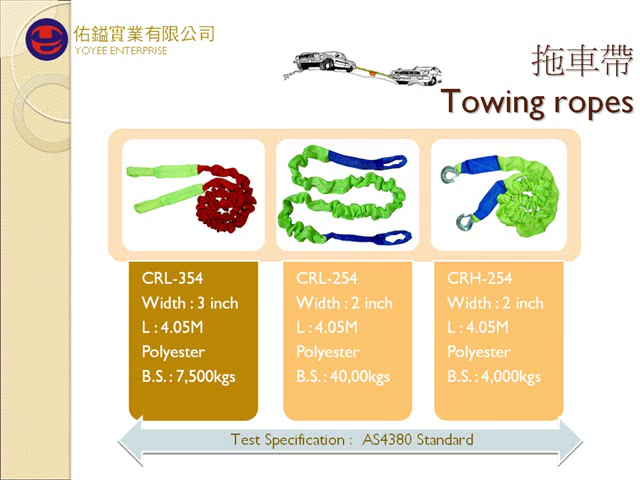 佑鎰實業有限公司
YOYEE ENTERPRISE
拖車帶
Towing ropes
CRL-354
Width : 3 inch
L : 4.05M
Polyester
B.S. : 7,500kgs
CRL-254
Width : 2 inch
L : 4.05M
Polyester
B.S. : 40,00kgs
CRH-254
Width : 2 inch
L : 4.05M
Polyester
B.S. : 4,000kgs
Test Specification : AS4380 Standard